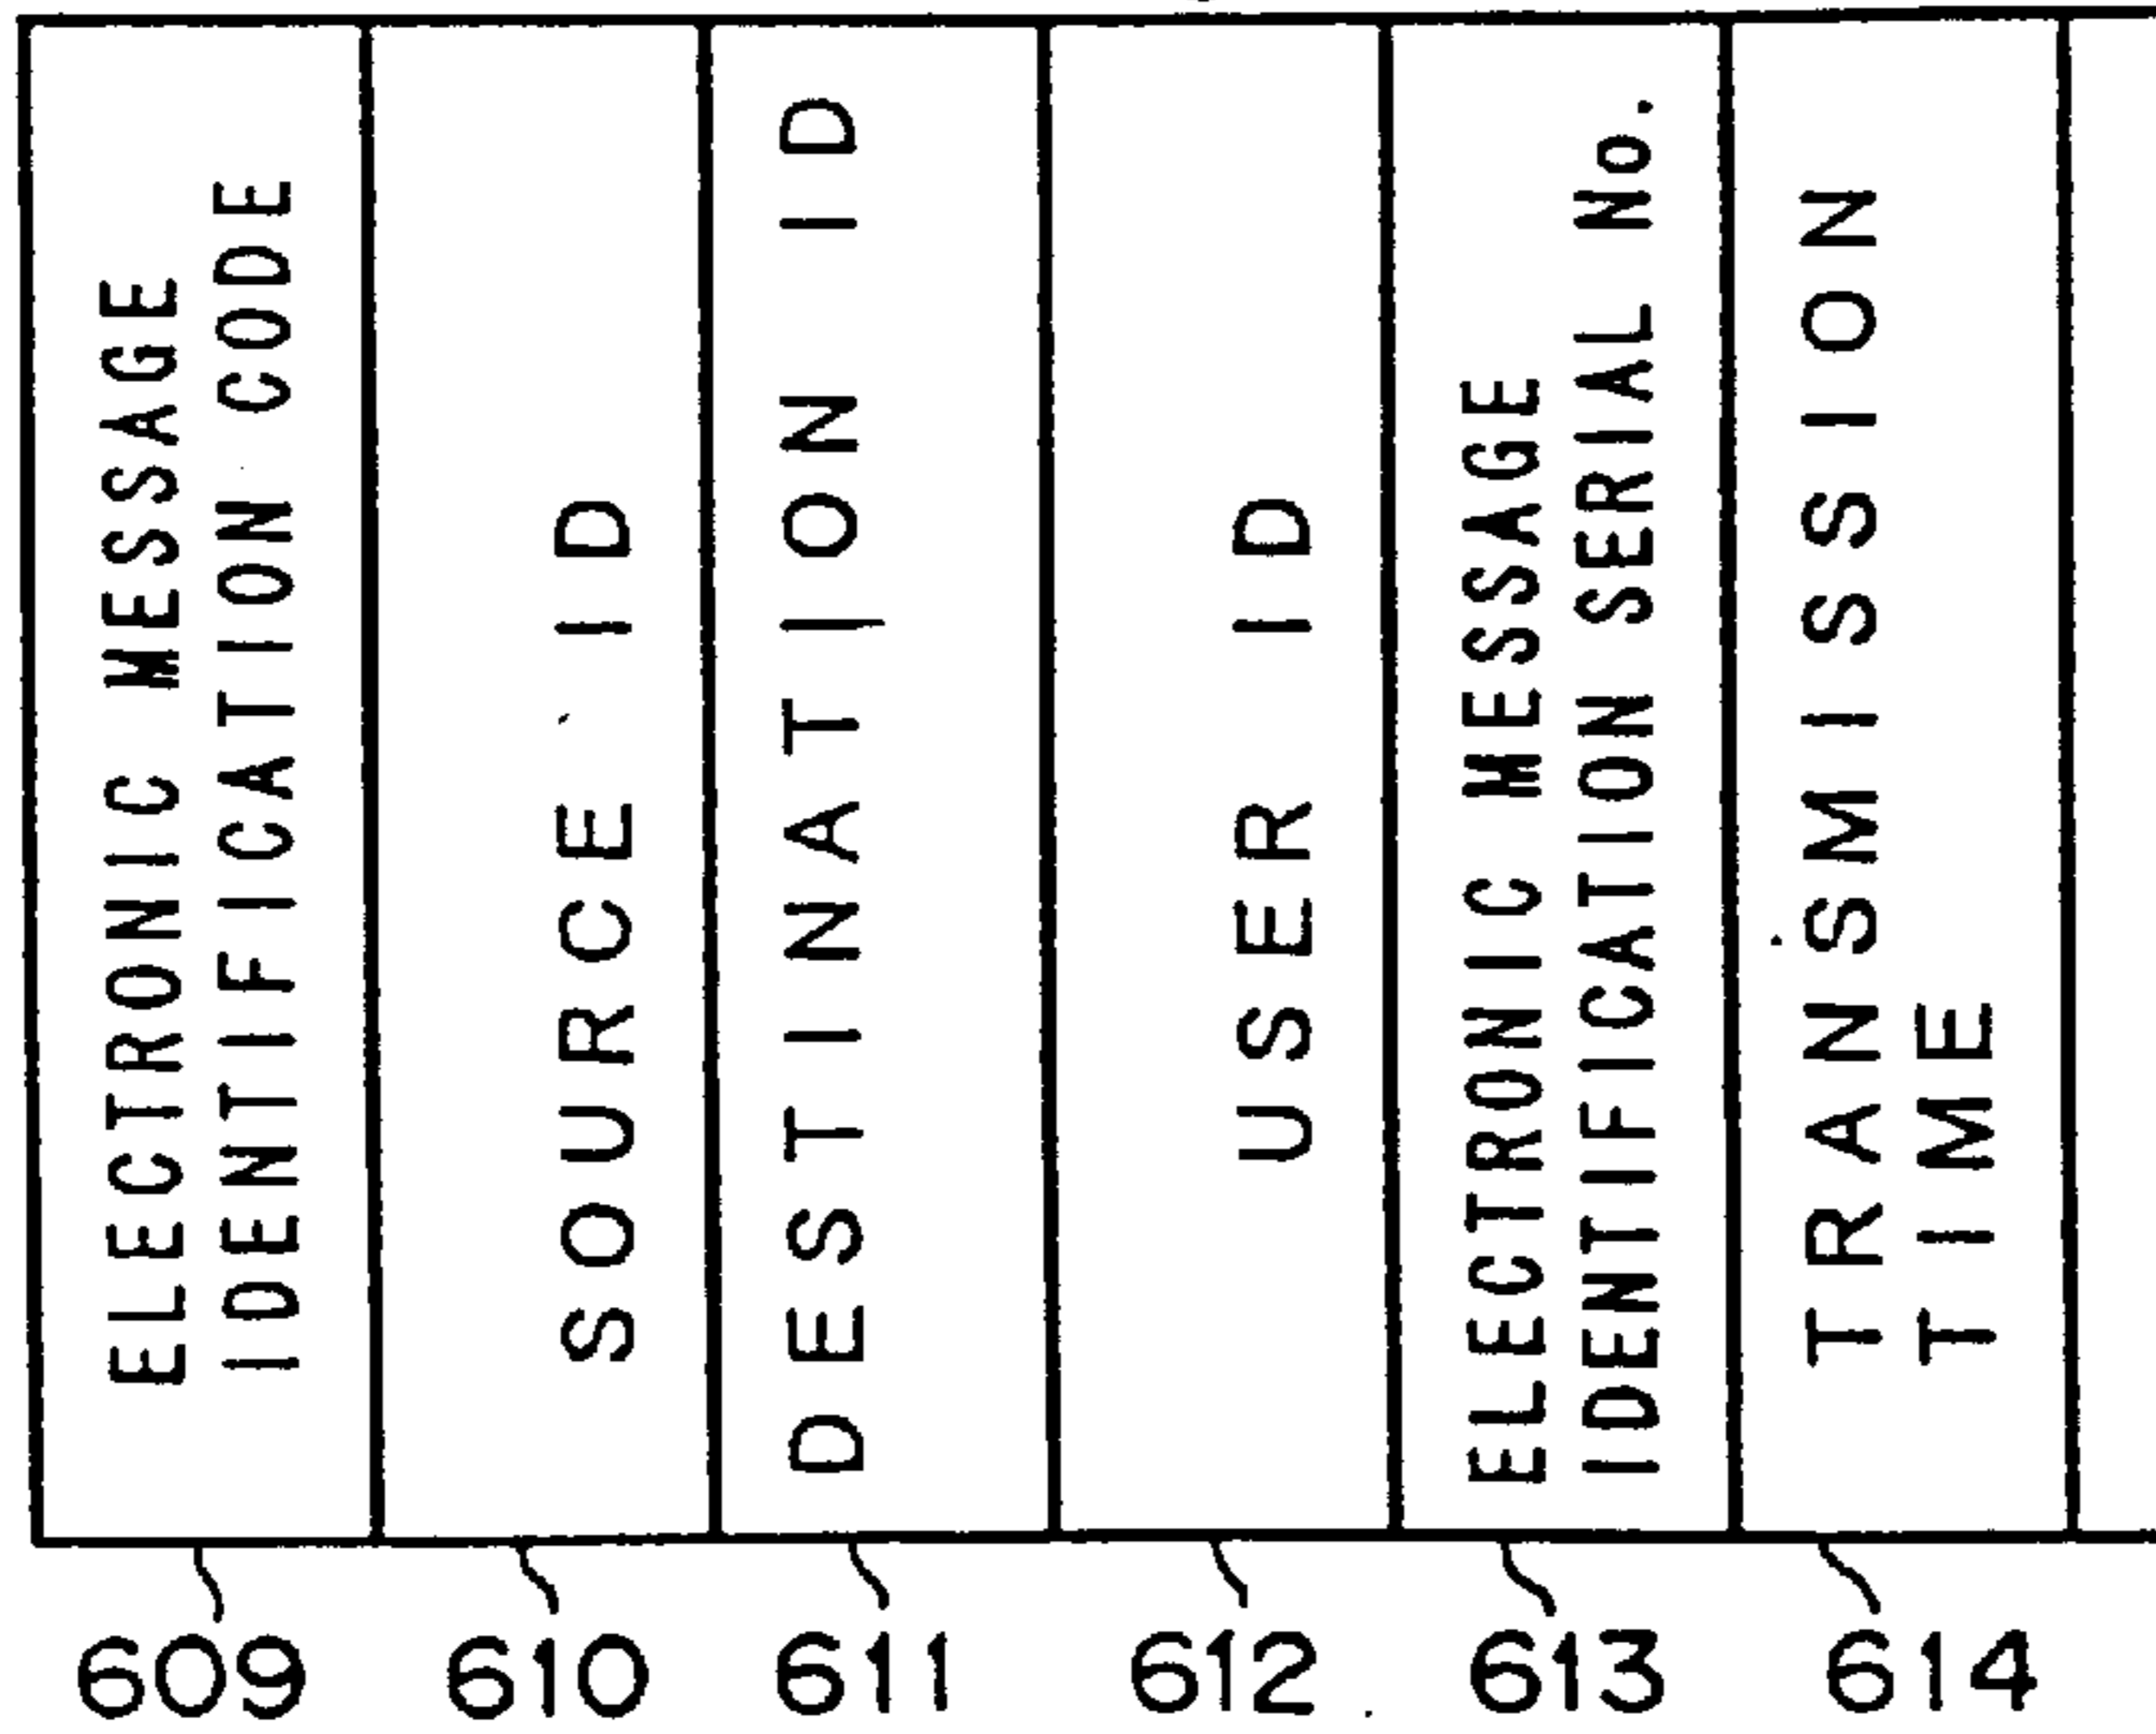 ELECTRONIC MESSAGE
IDENTIFICATION CODE
SOURCE ID
DESTINATION ID
USER ID
ELECTRONIC MESSAGE
IDENTIFICATION SERIAL No.
TRANSMISSION
TIME
609
610
611
612
613
614